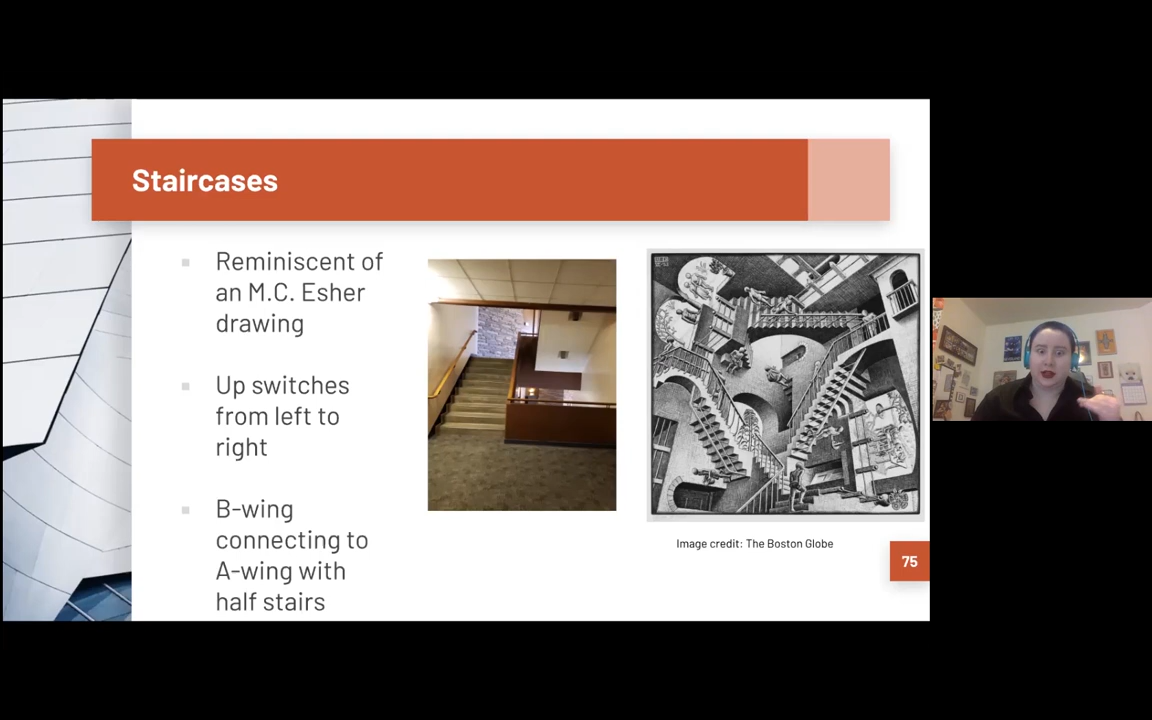 Staircases
Reminiscent of
an M.C. Esher
drawing
Up switches
from left to
right
B-wing
connecting to
A-wing with
half stairs
Image credit: The Boston Globe
75